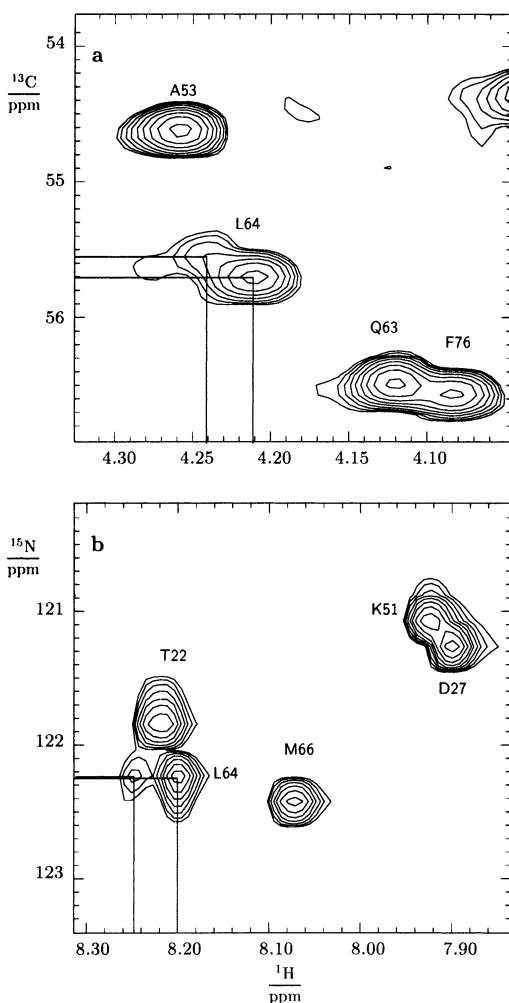 54
¹³C
ppm
a
A53
55
L64
56
Q63
F76
4.30
4.25
4.20
4.15
4.10
¹⁵N
ppm
b
121
K51
D27
T22
122
M66
L64
123
8.30
8.20
8.10
8.00
7.90
¹H
ppm